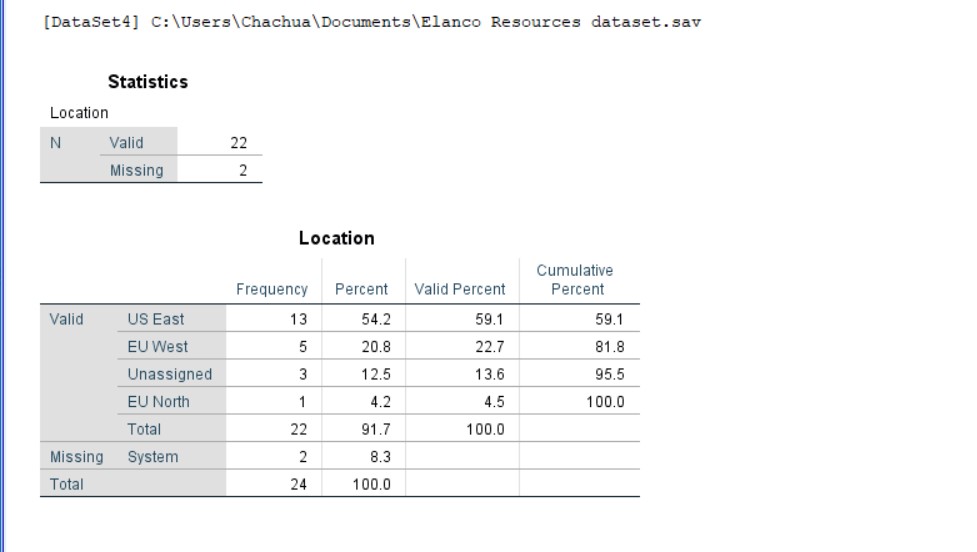 [DataSet4] C:\Users\Chachua\Documents\Elanco Resources dataset.sav
Statistics
Location
N Valid 22
Missing 2
Location
Frequency Percent Valid Percent Cumulative Percent
Valid US East 13 54.2 59.1 59.1
EU West 5 20.8 22.7 81.8
Unassigned 3 12.5 13.6 95.5
EU North 1 4.2 4.5 100.0
Total 22 91.7 100.0
Missing System 2 8.3
Total 24 100.0